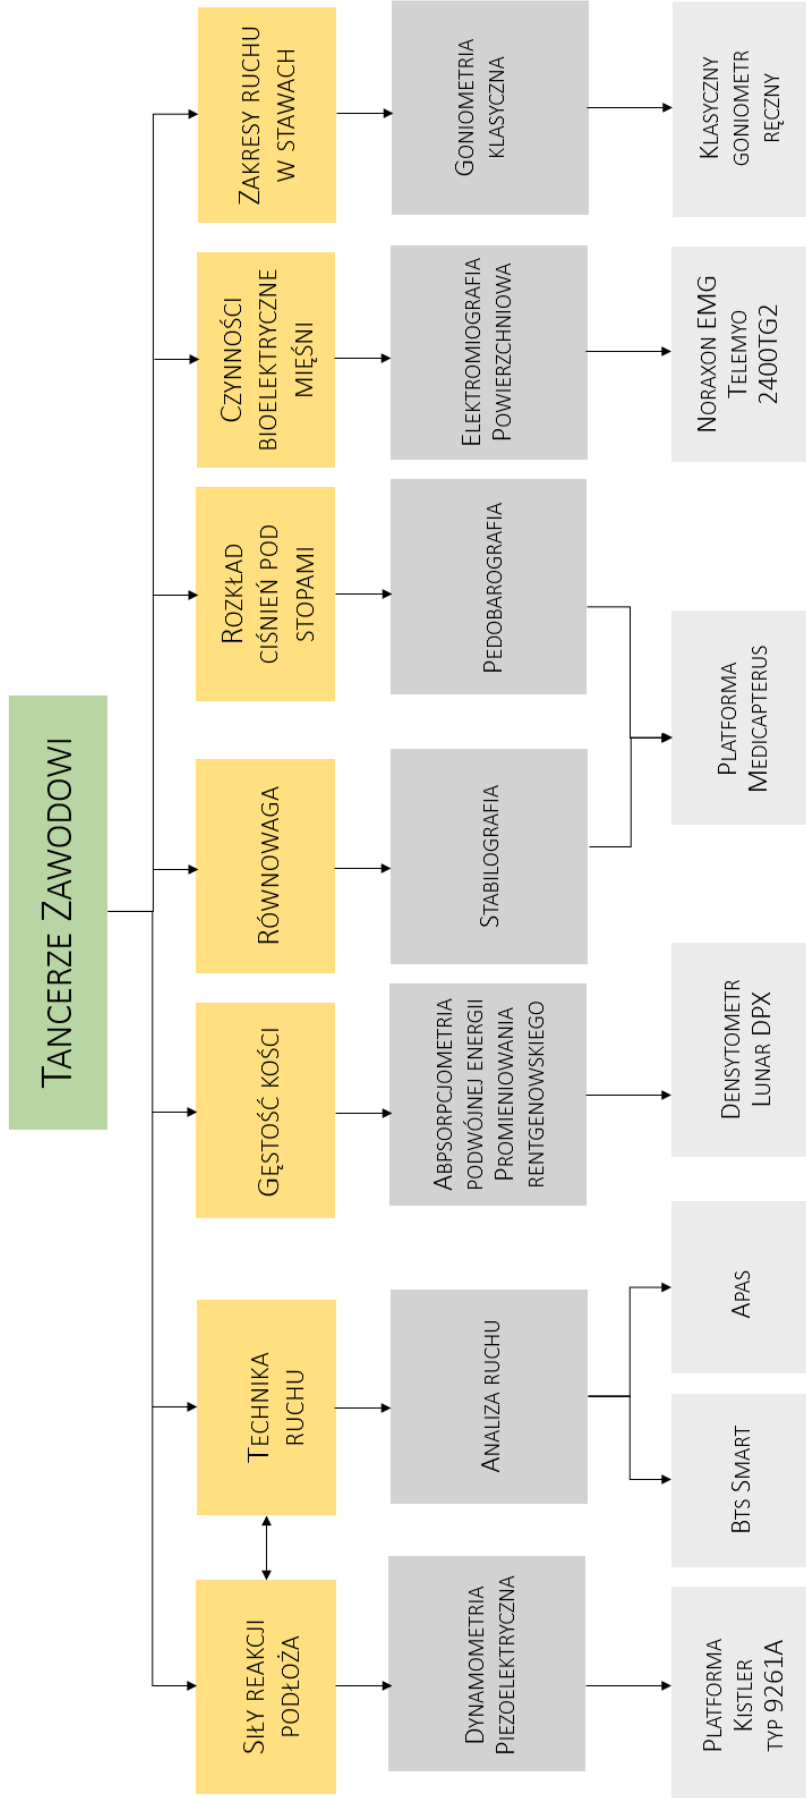 TANCERZE ZAWODOWI
SIŁY REAKCJI
PODŁOŻA
TECHNIKA
RUCHU
GĘSTOŚĆ KOŚCI
RÓWNOWAGA
ROZKŁAD
CIŚNIEŃ POD
STOPAMI
CZYNNOŚCI
BIOELEKTRYCZNE
MIĘŚNI
ZAKRESY RUCHU
W STAWACH
DYNAMOMETRIA
PIEZOELEKTRYCZNA
ANALIZA RUCHU
ABPSORPCJOMETRIA
PODWÓJNEJ ENERGII
PROMIENIOWANIA
RENTGENOWSKIEGO
STABILOGRAFIA
PEDOBAROGRAFIA
ELEKTROMIOGRAFIA
POWIERZCHNIOWA
GONIOMETRIA
KLASYCZNA
PLATFORMA
KISTLER
TYP 9261A
BTS SMART
APAS
DENSYTOMETR
LUNAR DPX
PLATFORMA
MEDICAPTERUS
NORAXON EMG
TELEMYO
2400TG2
KLASYCZNY
GONIOMETR
RĘCZNY